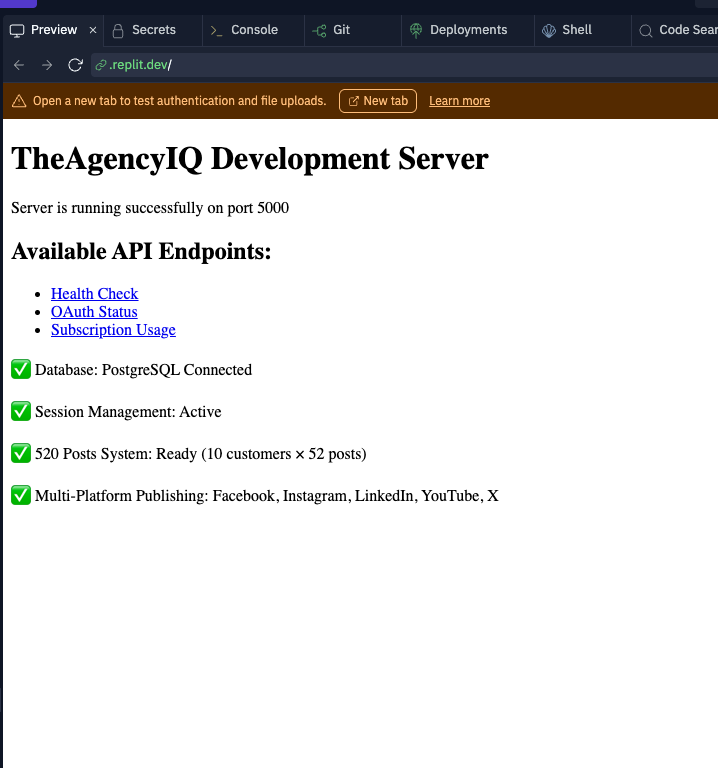 Preview × Secrets Console Git Deployments Shell Code Sear
.replit.dev/
Open a new tab to test authentication and file uploads. New tab Learn more
TheAgencyIQ Development Server
Server is running successfully on port 5000
Available API Endpoints:
• Health Check
• OAuth Status
• Subscription Usage
✅ Database: PostgreSQL Connected
✅ Session Management: Active
✅ 520 Posts System: Ready (10 customers × 52 posts)
✅ Multi-Platform Publishing: Facebook, Instagram, LinkedIn, YouTube, X